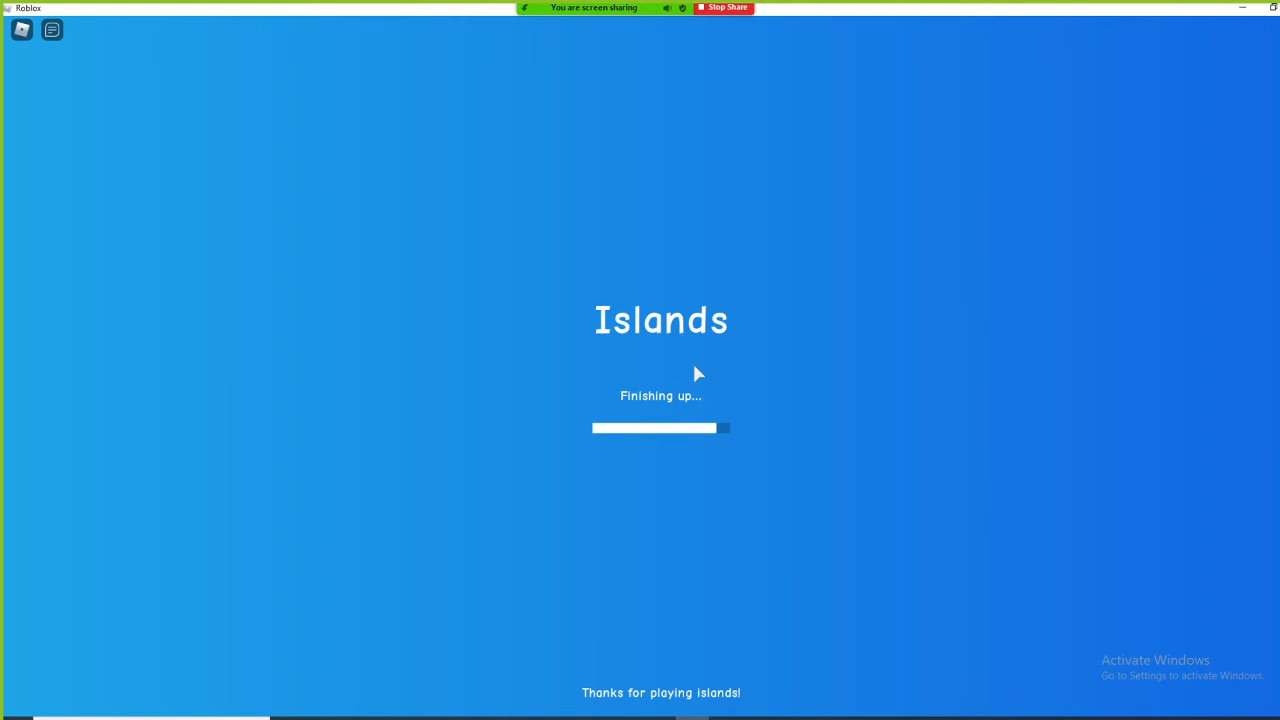 Roblox
You are screen sharing
Stop Share
Islands
Finishing up...
Activate Windows
Go to Settings to activate Windows.
Thanks for playing islands!